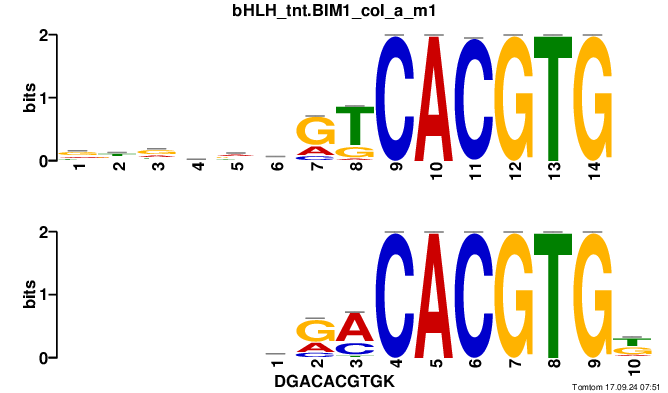 bHLH_tnt.BIM1_col_a_m1
bits
2
1
0
GTCACGTG
1 2 3 4 5 6 7 8 9 10 11 12 13 14
bits
2
1
0
GACACGTG
1 2 3 4 5 6 7 8 9 10
DGACACGTGK
Tomtom 17.09.24 07:51